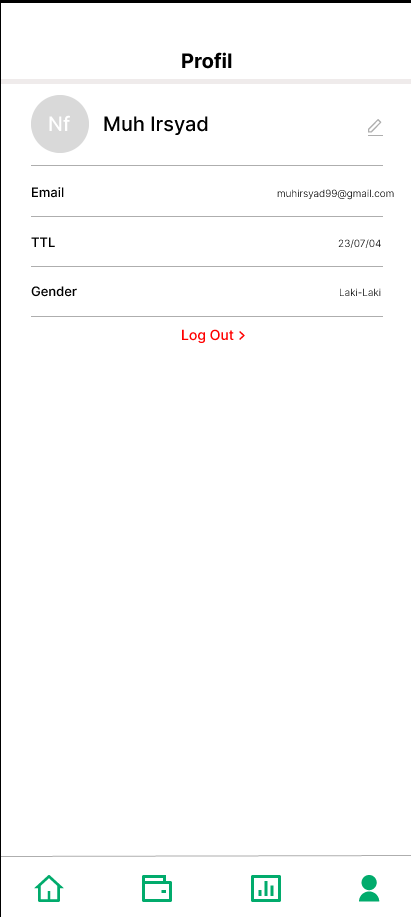 Profil
Nf
Muh Irsyad
Email
muhirsyad99@gmail.com
TTL
23/07/04
Gender
Laki-Laki
Log Out >